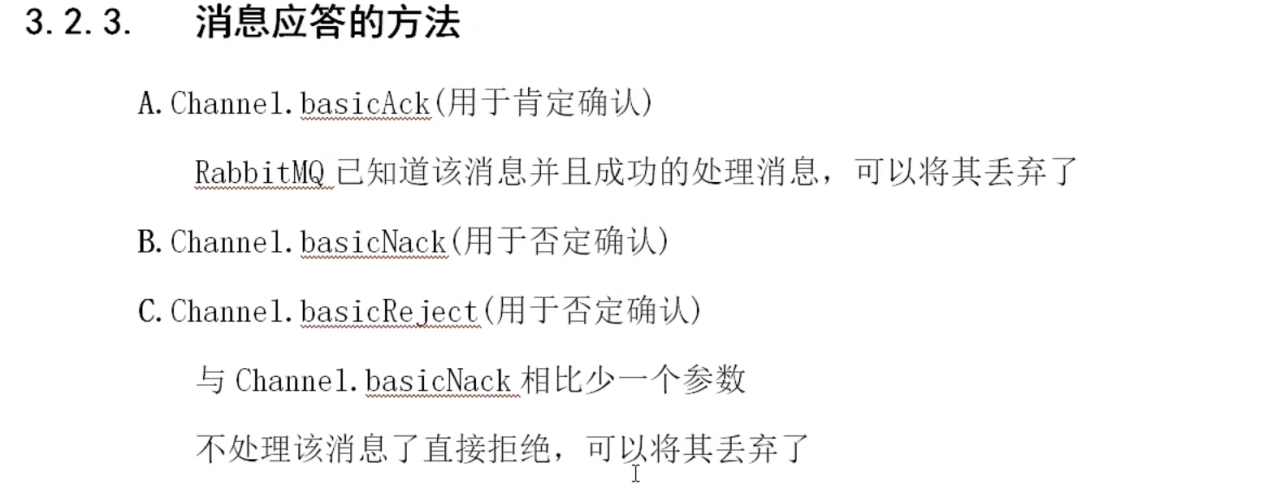 3.2.3. 消息应答的方法
A.Channel.basicAck(用于肯定确认)
RabbitMQ 已知道该消息并且成功的处理消息，可以将其丢弃了
B.Channel.basicNack(用于否定确认)
C.Channel.basicReject(用于否定确认)
与 Channel.basicNack 相比少一个参数
不处理该消息了直接拒绝，可以将其丢弃了